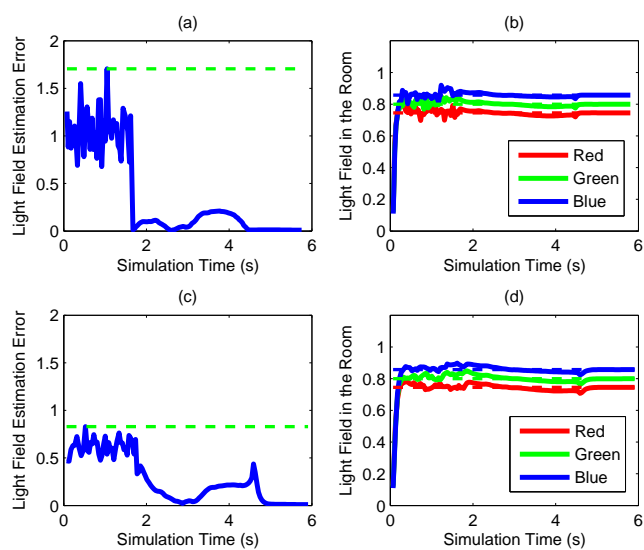 (a)
Light Field Estimation Error
2
1.5
1
0.5
0
0 2 4 6
Simulation Time (s)
(b)
Light Field in the Room
1
0.8
0.6
0.4
0.2
0
Red
Green
Blue
0 2 4 6
Simulation Time (s)
(c)
Light Field Estimation Error
2
1.5
1
0.5
0
0 2 4 6
Simulation Time (s)
(d)
Light Field in the Room
1
0.8
0.6
0.4
0.2
0
Red
Green
Blue
0 2 4 6
Simulation Time (s)